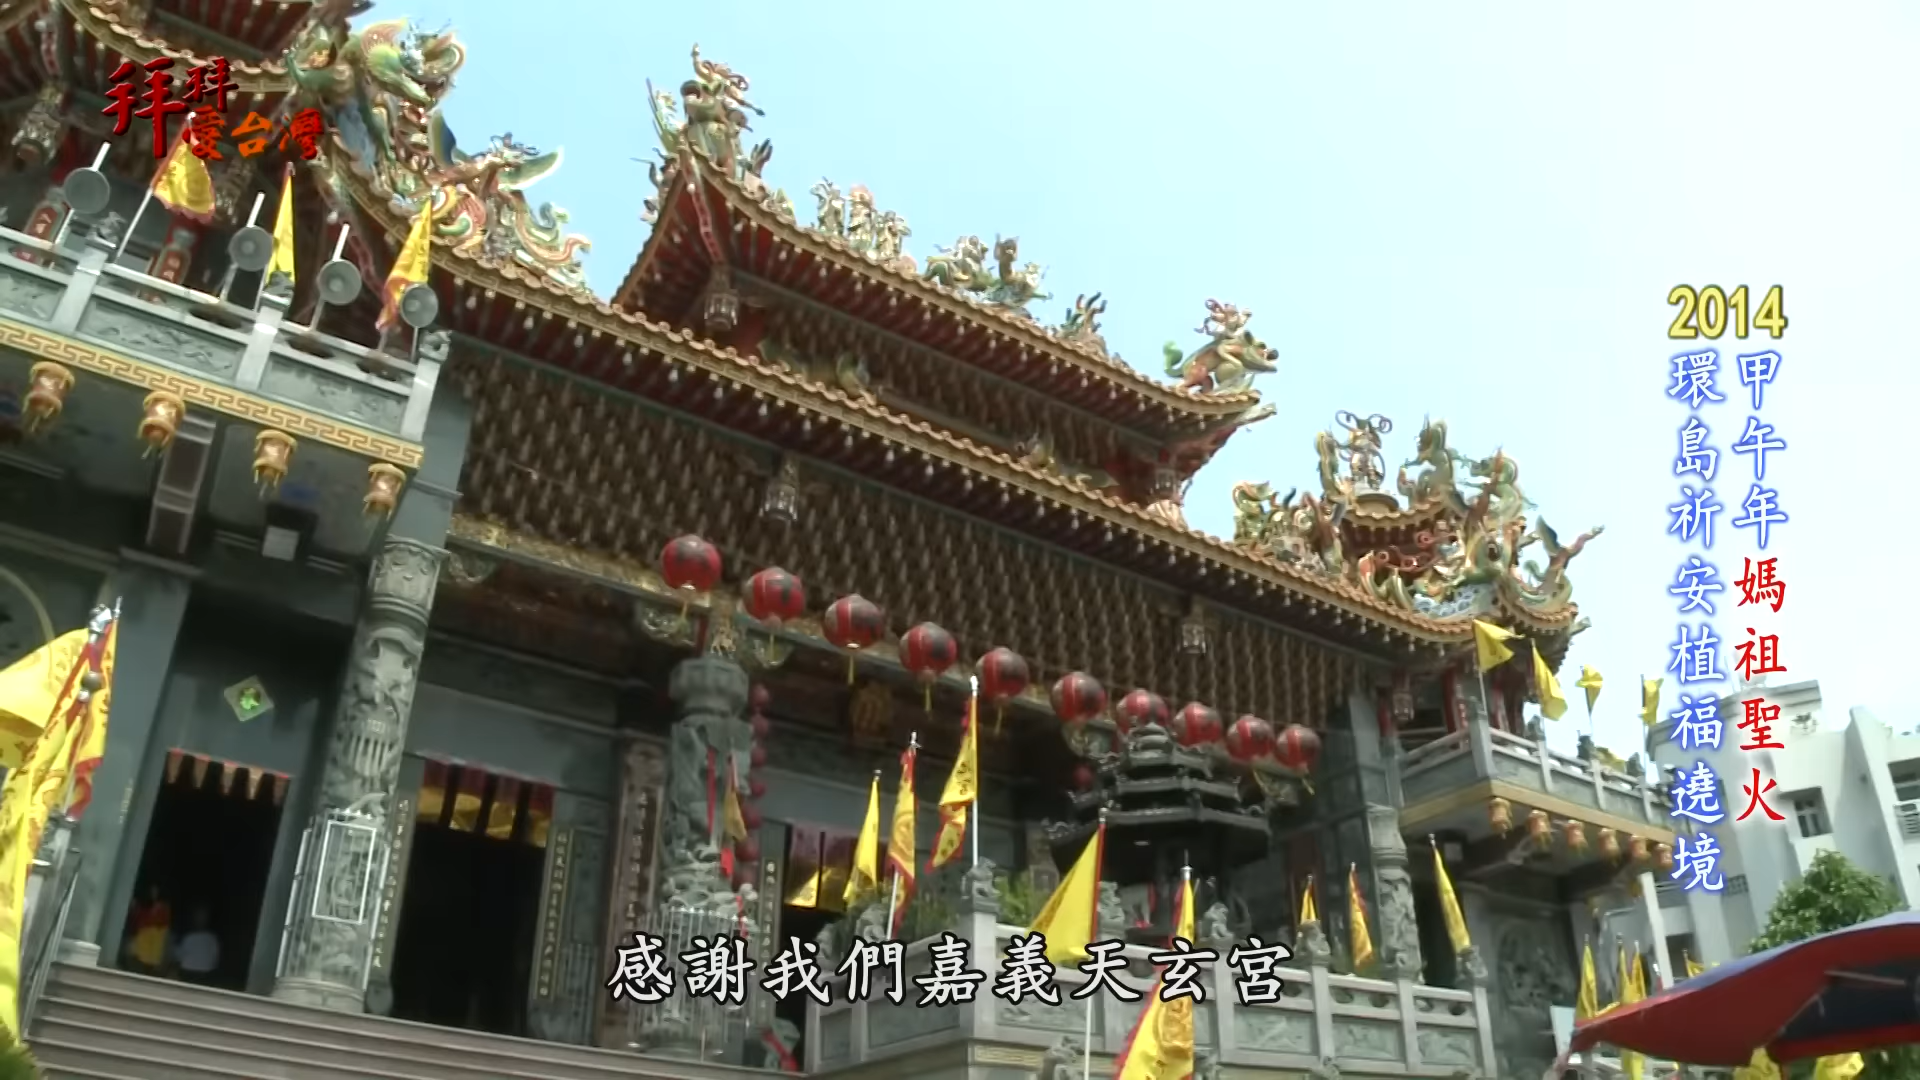 拜拜
愛台灣
2014
甲午年媽祖聖火
環島祈安植福遶境
感謝我們嘉義天玄宮